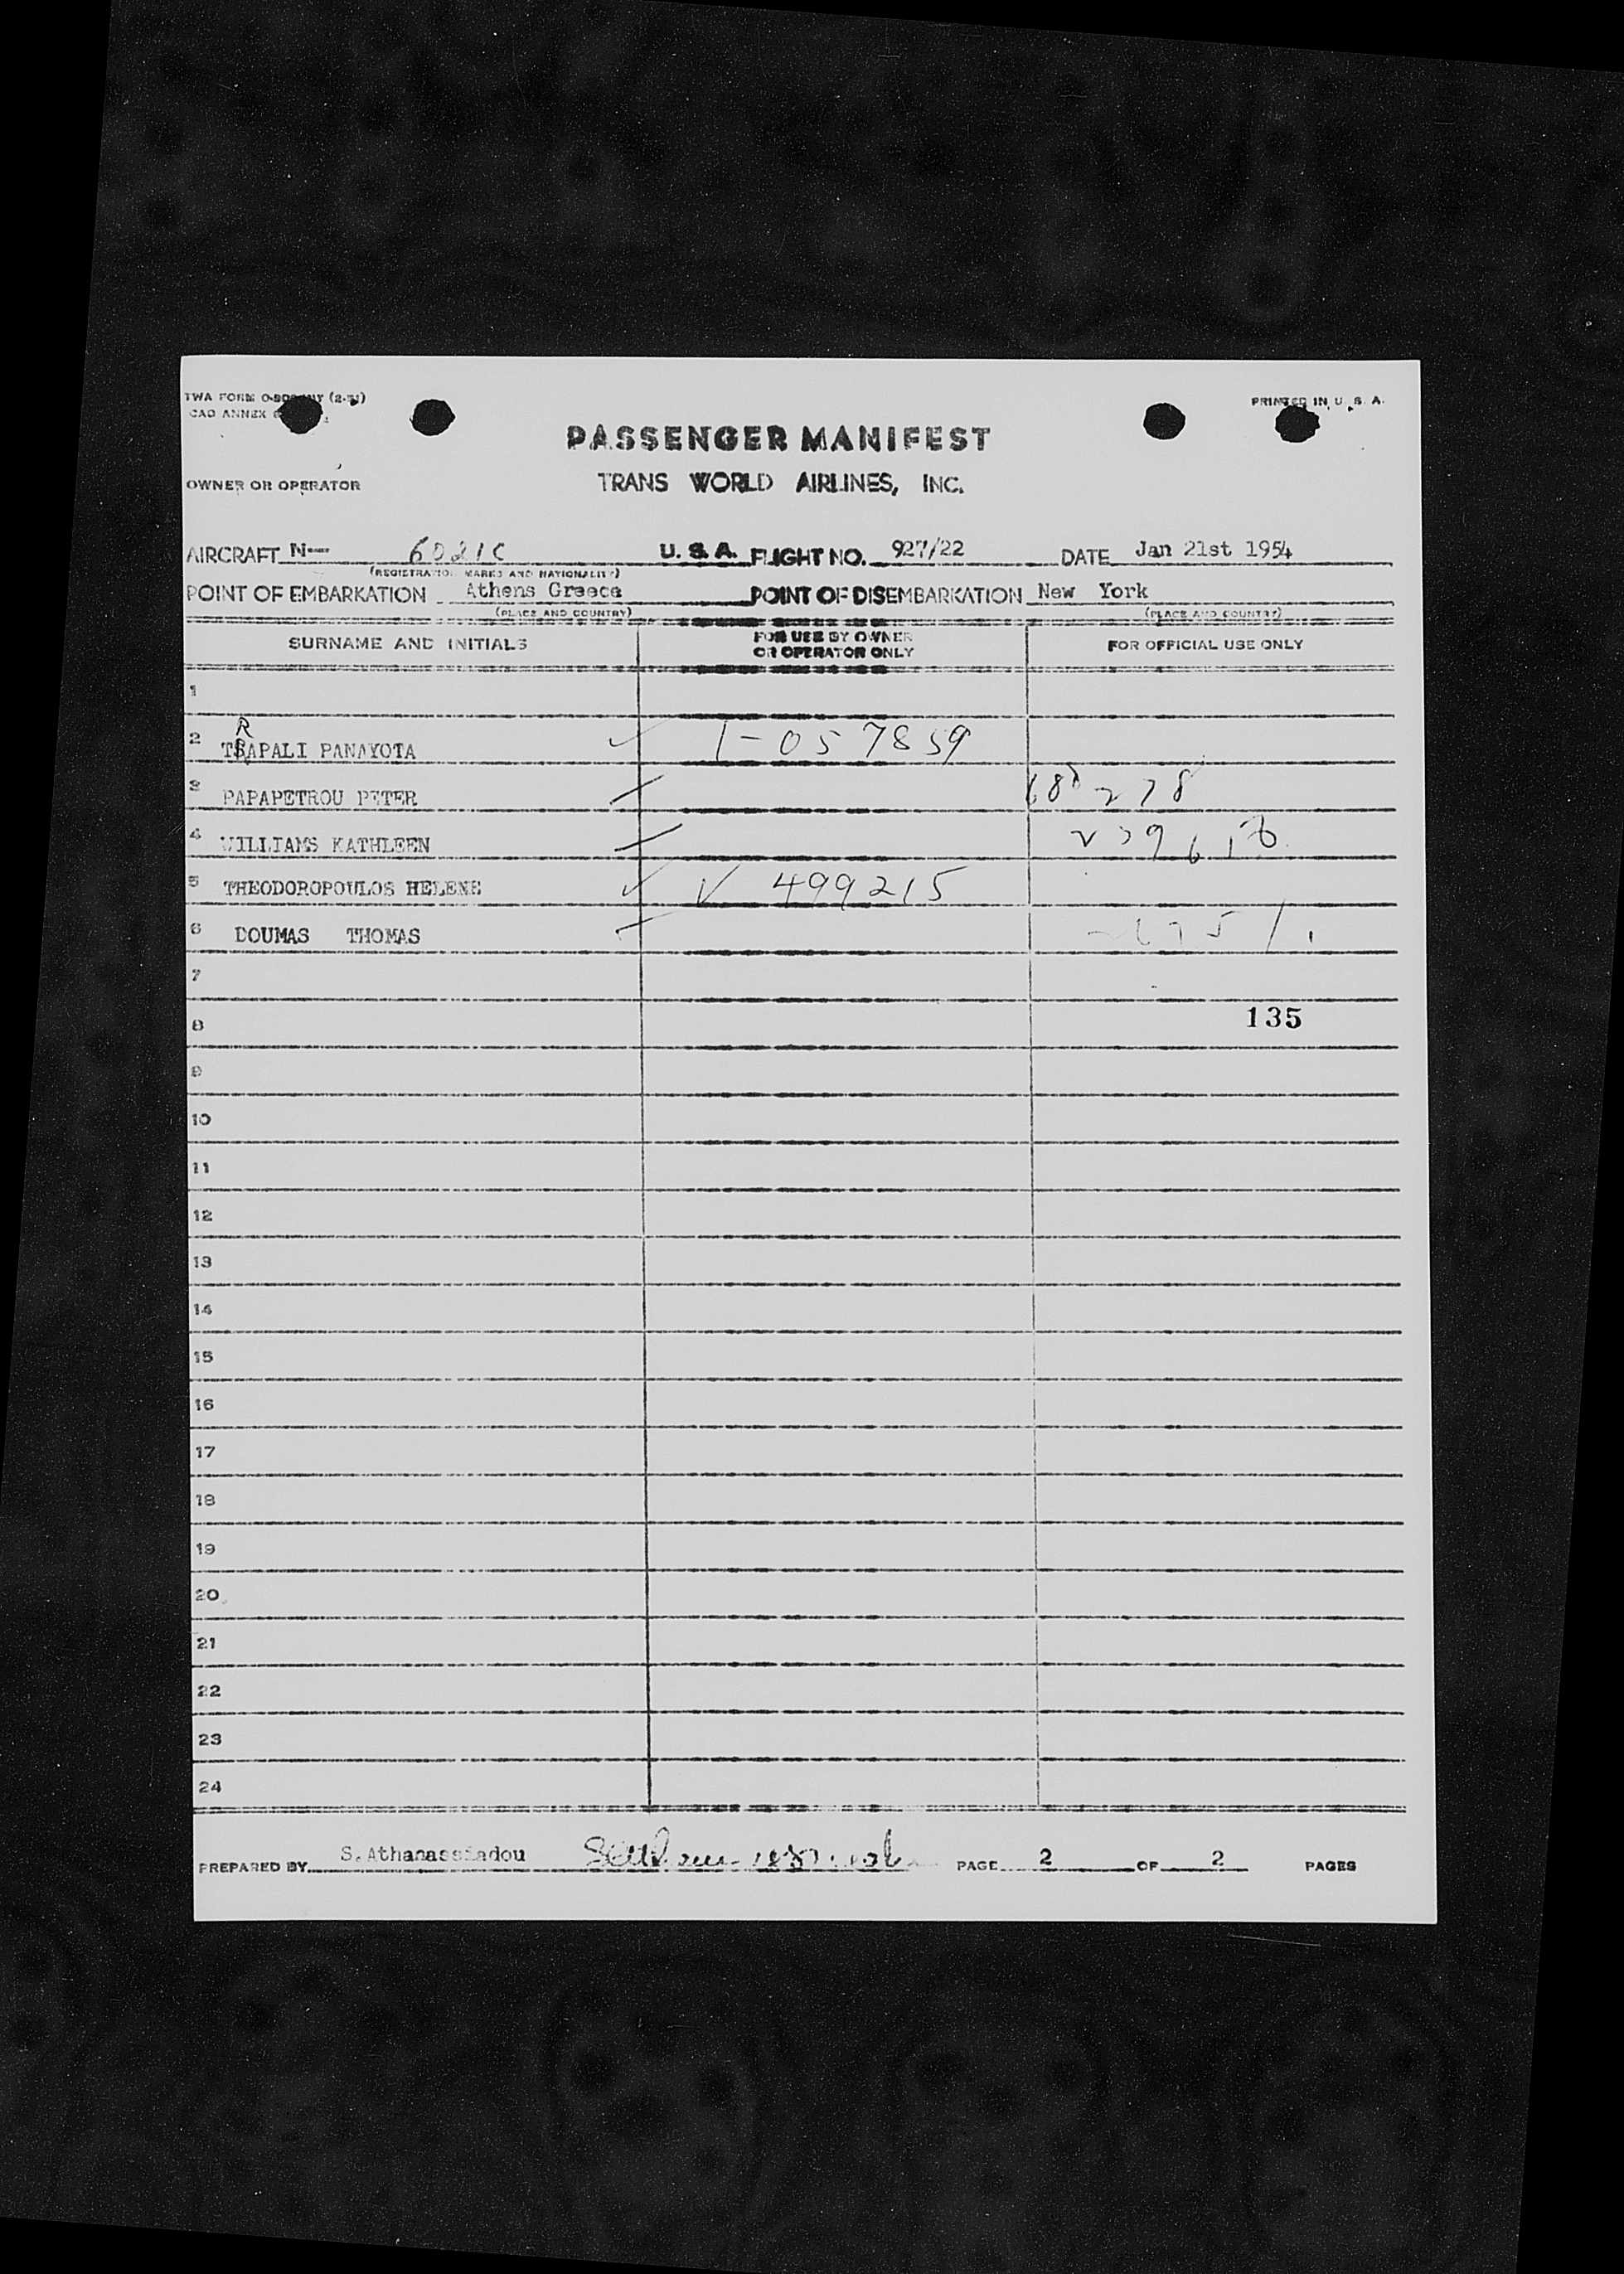 TWA FORM (2-51)
PRINTED IN U. S. A.
CAO ANNEX
PASSENGER MANIFEST
OWNER OR OPERATOR TRANS WORLD AIRLINES, INC.
AIRCRAFT N— 6021C U. S. A. FLIGHT NO. 927/22 DATE Jan 21st 1954
(REGISTRATION MARKS AND NATIONALITY)
POINT OF EMBARKATION Athens Greece POINT OF DISEMBARKATION New York
(PLACE AND COUNTRY) (PLACE AND COUNTRY)
SURNAME AND INITIALS FOR USE BY OWNER OR OPERATOR ONLY FOR OFFICIAL USE ONLY
1
R
2 TRAPALI PANAYOTA ✓ 1-057859
3 PAPAPETROU PETER
4 WILLIAMS KATHLEEN
5 THEODOROPOULOS HELENE ✓ V 499215
6 DOUMAS THOMAS
7
8 135
9
10
11
12
13
14
15
16
17
18
19
20
21
22
23
24
PREPARED BY S. Athanassiadou PAGE 2 OF 2 PAGES